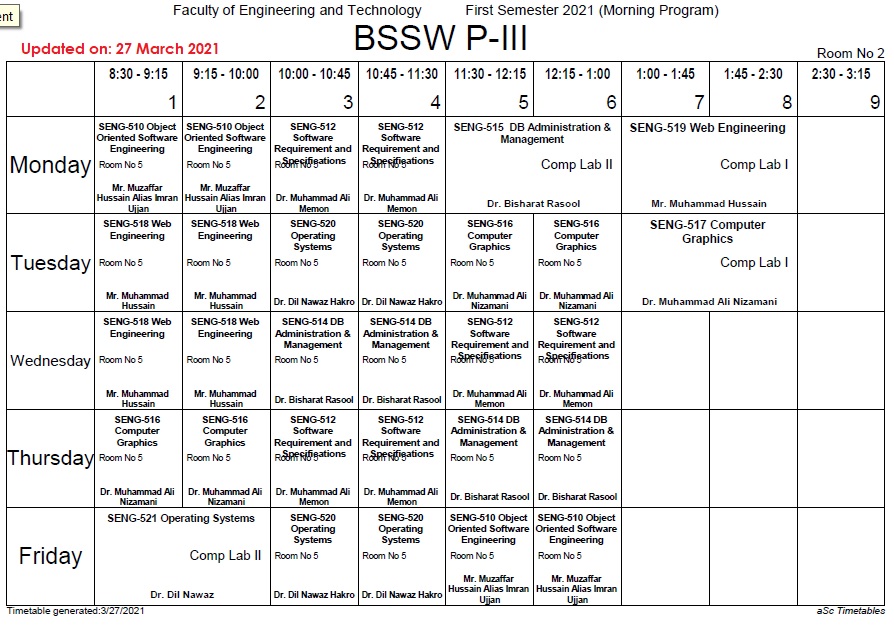 ent
Faculty of Engineering and Technology First Semester 2021 (Morning Program)
BSSW P-III
Updated on: 27 March 2021
Room No 2
8:30 - 9:15 9:15 - 10:00 10:00 - 10:45 10:45 - 11:30 11:30 - 12:15 12:15 - 1:00 1:00 - 1:45 1:45 - 2:30 2:30 - 3:15
1 2 3 4 5 6 7 8 9
Monday
SENG-510 Object
Oriented Software
Engineering
Room No 5
Mr. Muzaffar
Hussain Alias Imran
Ujjan
SENG-510 Object
Oriented Software
Engineering
Room No 5
Mr. Muzaffar
Hussain Alias Imran
Ujjan
SENG-512
Software
Requirement and
Specifications
Room No 5
Dr. Muhammad Ali
Memon
SENG-512
Software
Requirement and
Specifications
Room No 5
Dr. Muhammad Ali
Memon
SENG-515 DB Administration &
Management
Comp Lab II
Dr. Bisharat Rasool
SENG-519 Web Engineering
Comp Lab I
Mr. Muhammad Hussain
Tuesday
SENG-518 Web
Engineering
Room No 5
Mr. Muhammad
Hussain
SENG-518 Web
Engineering
Room No 5
Mr. Muhammad
Hussain
SENG-520
Operating
Systems
Room No 5
Dr. Dil Nawaz Hakro
SENG-520
Operating
Systems
Room No 5
Dr. Dil Nawaz Hakro
SENG-516
Computer
Graphics
Room No 5
Dr. Muhammad Ali
Nizamani
SENG-516
Computer
Graphics
Room No 5
Dr. Muhammad Ali
Nizamani
SENG-517 Computer
Graphics
Comp Lab I
Dr. Muhammad Ali Nizamani
Wednesday
SENG-518 Web
Engineering
Room No 5
Mr. Muhammad
Hussain
SENG-518 Web
Engineering
Room No 5
Mr. Muhammad
Hussain
SENG-514 DB
Administration &
Management
Room No 5
Dr. Bisharat Rasool
SENG-514 DB
Administration &
Management
Room No 5
Dr. Bisharat Rasool
SENG-512
Software
Requirement and
Specifications
Room No 5
Dr. Muhammad Ali
Memon
SENG-512
Software
Requirement and
Specifications
Room No 5
Dr. Muhammad Ali
Memon
Thursday
SENG-516
Computer
Graphics
Room No 5
Dr. Muhammad Ali
Nizamani
SENG-516
Computer
Graphics
Room No 5
Dr. Muhammad Ali
Nizamani
SENG-512
Software
Requirement and
Specifications
Room No 5
Dr. Muhammad Ali
Memon
SENG-512
Software
Requirement and
Specifications
Room No 5
Dr. Muhammad Ali
Memon
SENG-514 DB
Administration &
Management
Room No 5
Dr. Bisharat Rasool
SENG-514 DB
Administration &
Management
Room No 5
Dr. Bisharat Rasool
Friday
SENG-521 Operating Systems
Comp Lab II
Dr. Dil Nawaz
SENG-520
Operating
Systems
Room No 5
Dr. Dil Nawaz Hakro
SENG-520
Operating
Systems
Room No 5
Dr. Dil Nawaz Hakro
SENG-510 Object
Oriented Software
Engineering
Room No 5
Mr. Muzaffar
Hussain Alias Imran
Ujjan
SENG-510 Object
Oriented Software
Engineering
Room No 5
Mr. Muzaffar
Hussain Alias Imran
Ujjan
Timetable generated:3/27/2021 aSc Timetables